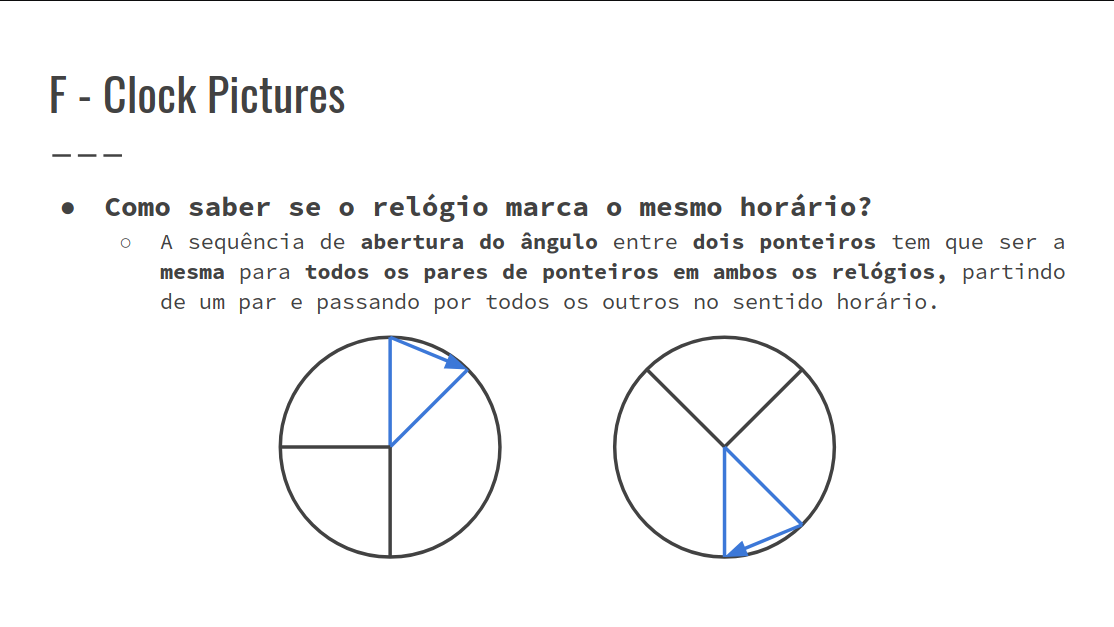 F - Clock Pictures
● Como saber se o relógio marca o mesmo horário?
○ A sequência de abertura do ângulo entre dois ponteiros tem que ser a
mesma para todos os pares de ponteiros em ambos os relógios, partindo
de um par e passando por todos os outros no sentido horário.